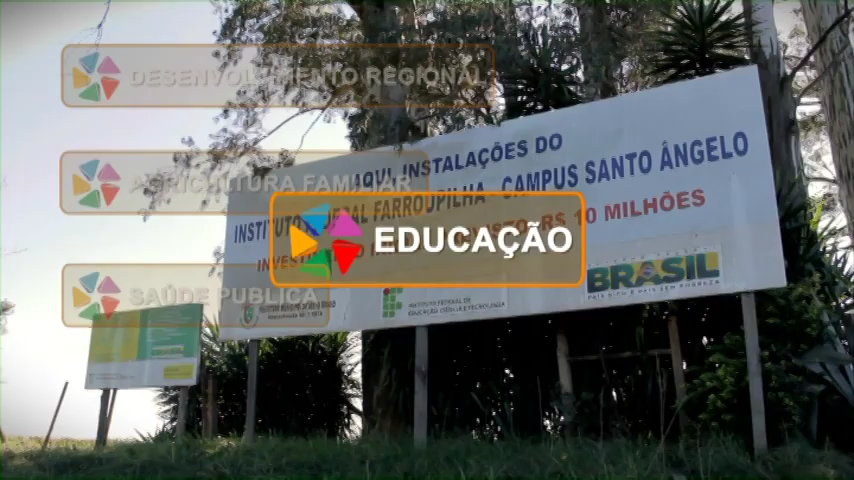 DESENVOLVIMENTO REGIONAL
AGRICULTURA FAMILIAR
SAÚDE PÚBLICA
EDUCAÇÃO
AQUI, INSTALAÇÕES DO
INSTITUTO FEDERAL FARROUPILHA - CAMPUS SANTO ÂNGELO
R$ 10 MILHÕES
INSTITUTO FEDERAL DE
EDUCAÇÃO CIÊNCIA E TECNOLOGIA
BRASIL
PAÍS RICO É PAÍS SEM POBREZA